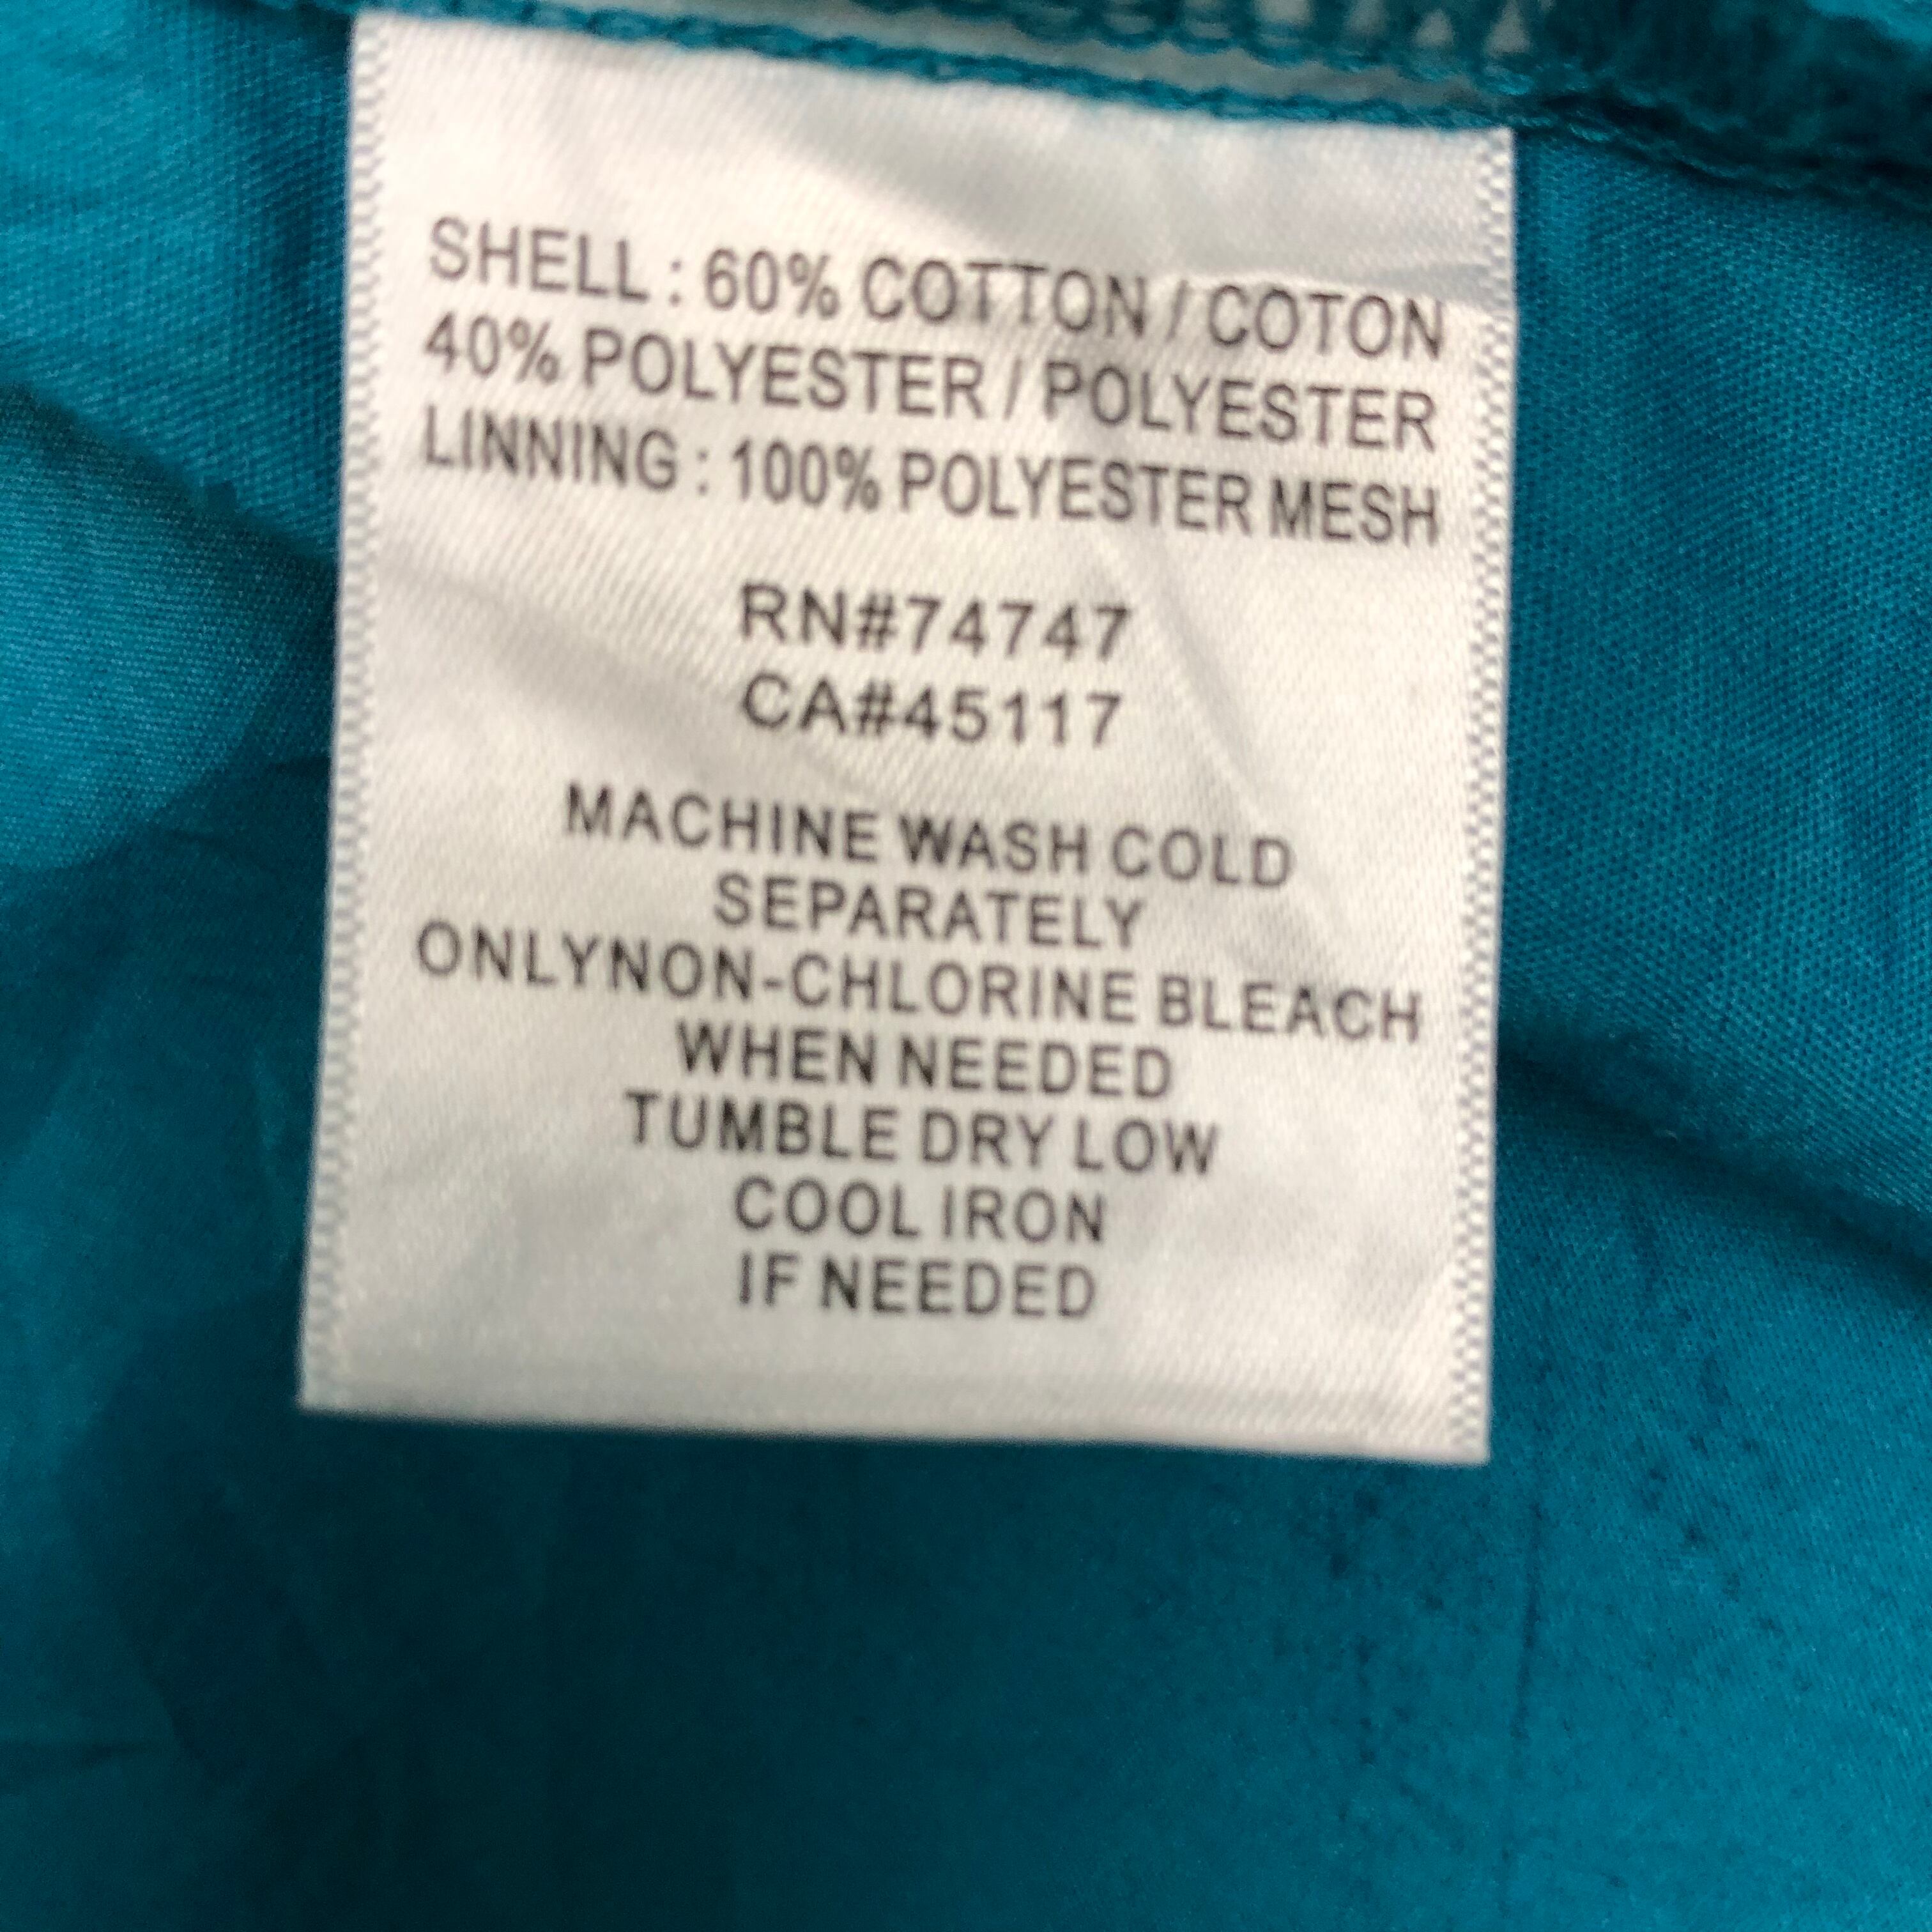 SHELL : 60% COTTON / COTON
40% POLYESTER / POLYESTER
LINNING : 100% POLYESTER MESH
RN#74747
CA#45117
MACHINE WASH COLD
SEPARATELY
ONLYNON-CHLORINE BLEACH
WHEN NEEDED
TUMBLE DRY LOW
COOL IRON
IF NEEDED